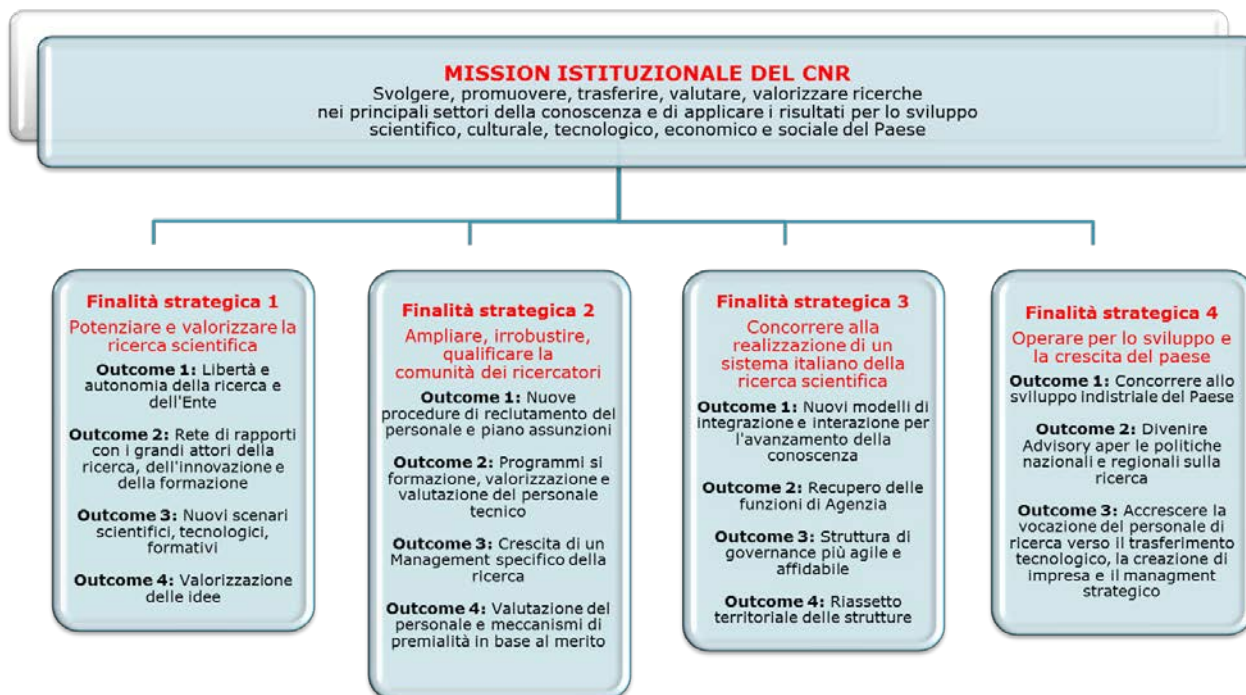 MISSION ISTITUZIONALE DEL CNR
Svolgere, promuovere, trasferire, valutare, valorizzare ricerche
nei principali settori della conoscenza e di applicare i risultati per lo sviluppo
scientifico, culturale, tecnologico, economico e sociale del Paese
Finalità strategica 1
Potenziare e valorizzare la
ricerca scientifica
Outcome 1: Libertà e
autonomia della ricerca e
dell'Ente
Outcome 2: Rete di rapporti
con i grandi attori della
ricerca, dell'innovazione e
della formazione
Outcome 3: Nuovi scenari
scientifici, tecnologici,
formativi
Outcome 4: Valorizzazione
delle idee
Finalità strategica 2
Ampliare, irrobustire,
qualificare la
comunità dei ricercatori
Outcome 1: Nuove
procedure di reclutamento del
personale e piano assunzioni
Outcome 2: Programmi si
formazione, valorizzazione e
valutazione del personale
tecnico
Outcome 3: Crescita di un
Management specifico della
ricerca
Outcome 4: Valutazione del
personale e meccanismi di
premialità in base al merito
Finalità strategica 3
Concorrere alla
realizzazione di un
sistema italiano della
ricerca scientifica
Outcome 1: Nuovi modelli di
integrazione e interazione per
l'avanzamento della
conoscenza
Outcome 2: Recupero delle
funzioni di Agenzia
Outcome 3: Struttura di
governance più agile e
affidabile
Outcome 4: Riassetto
territoriale delle strutture
Finalità strategica 4
Operare per lo sviluppo e
la crescita del paese
Outcome 1: Concorrere allo
sviluppo indistriale del Paese
Outcome 2: Divenire
Advisory aper le politiche
nazionali e regionali sulla
ricerca
Outcome 3: Accrescere la
vocazione del personale di
ricerca verso il trasferimento
tecnologico, la creazione di
impresa e il managment
strategico